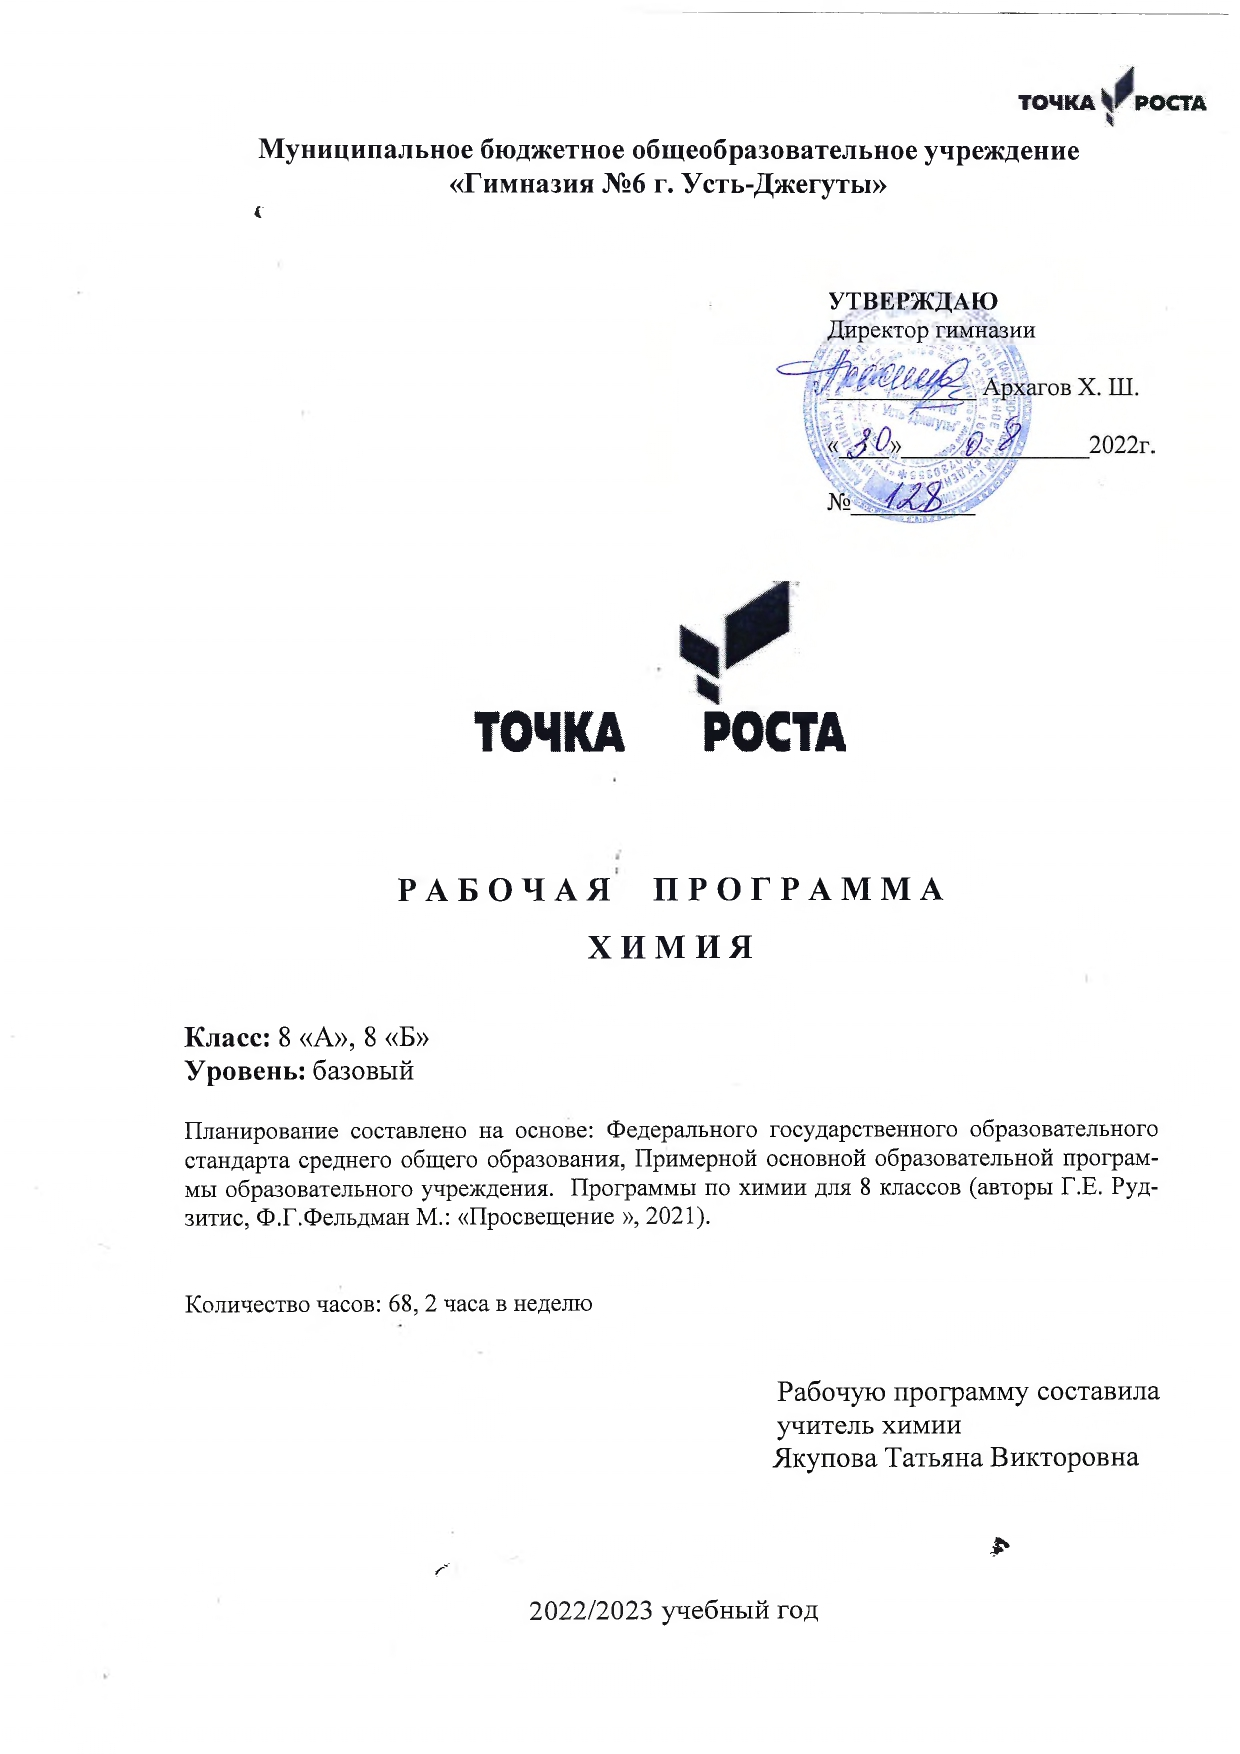 ТОЧКА РОСТА
Муниципальное бюджетное общеобразовательное учреждение
«Гимназия №6 г. Усть-Джегуты»
УТВЕРЖДАЮ
Директор гимназии
____________ Архагов Х. Ш.
«30» 08 2022г.
№ 128
ТОЧКА РОСТА
Р А Б О Ч А Я П Р О Г Р А М М А
Х И М И Я
Класс: 8 «А», 8 «Б»
Уровень: базовый
Планирование составлено на основе: Федерального государственного образовательного
стандарта среднего общего образования, Примерной основной образовательной програм-
мы образовательного учреждения. Программы по химии для 8 классов (авторы Г.Е. Руд-
зитис, Ф.Г.Фельдман М.: «Просвещение », 2021).
Количество часов: 68, 2 часа в неделю
Рабочую программу составила
учитель химии
Якупова Татьяна Викторовна
2022/2023 учебный год